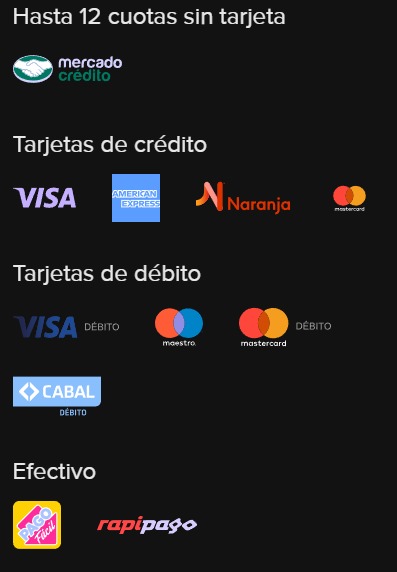 Hasta 12 cuotas sin tarjeta
mercado
crédito
Tarjetas de crédito
VISA
AMERICAN
EXPRESS
Naranja
mastercard
Tarjetas de débito
VISA DÉBITO
maestro.
mastercard
DÉBITO
CABAL
DÉBITO
Efectivo
PAGO
Fácil
rapipago